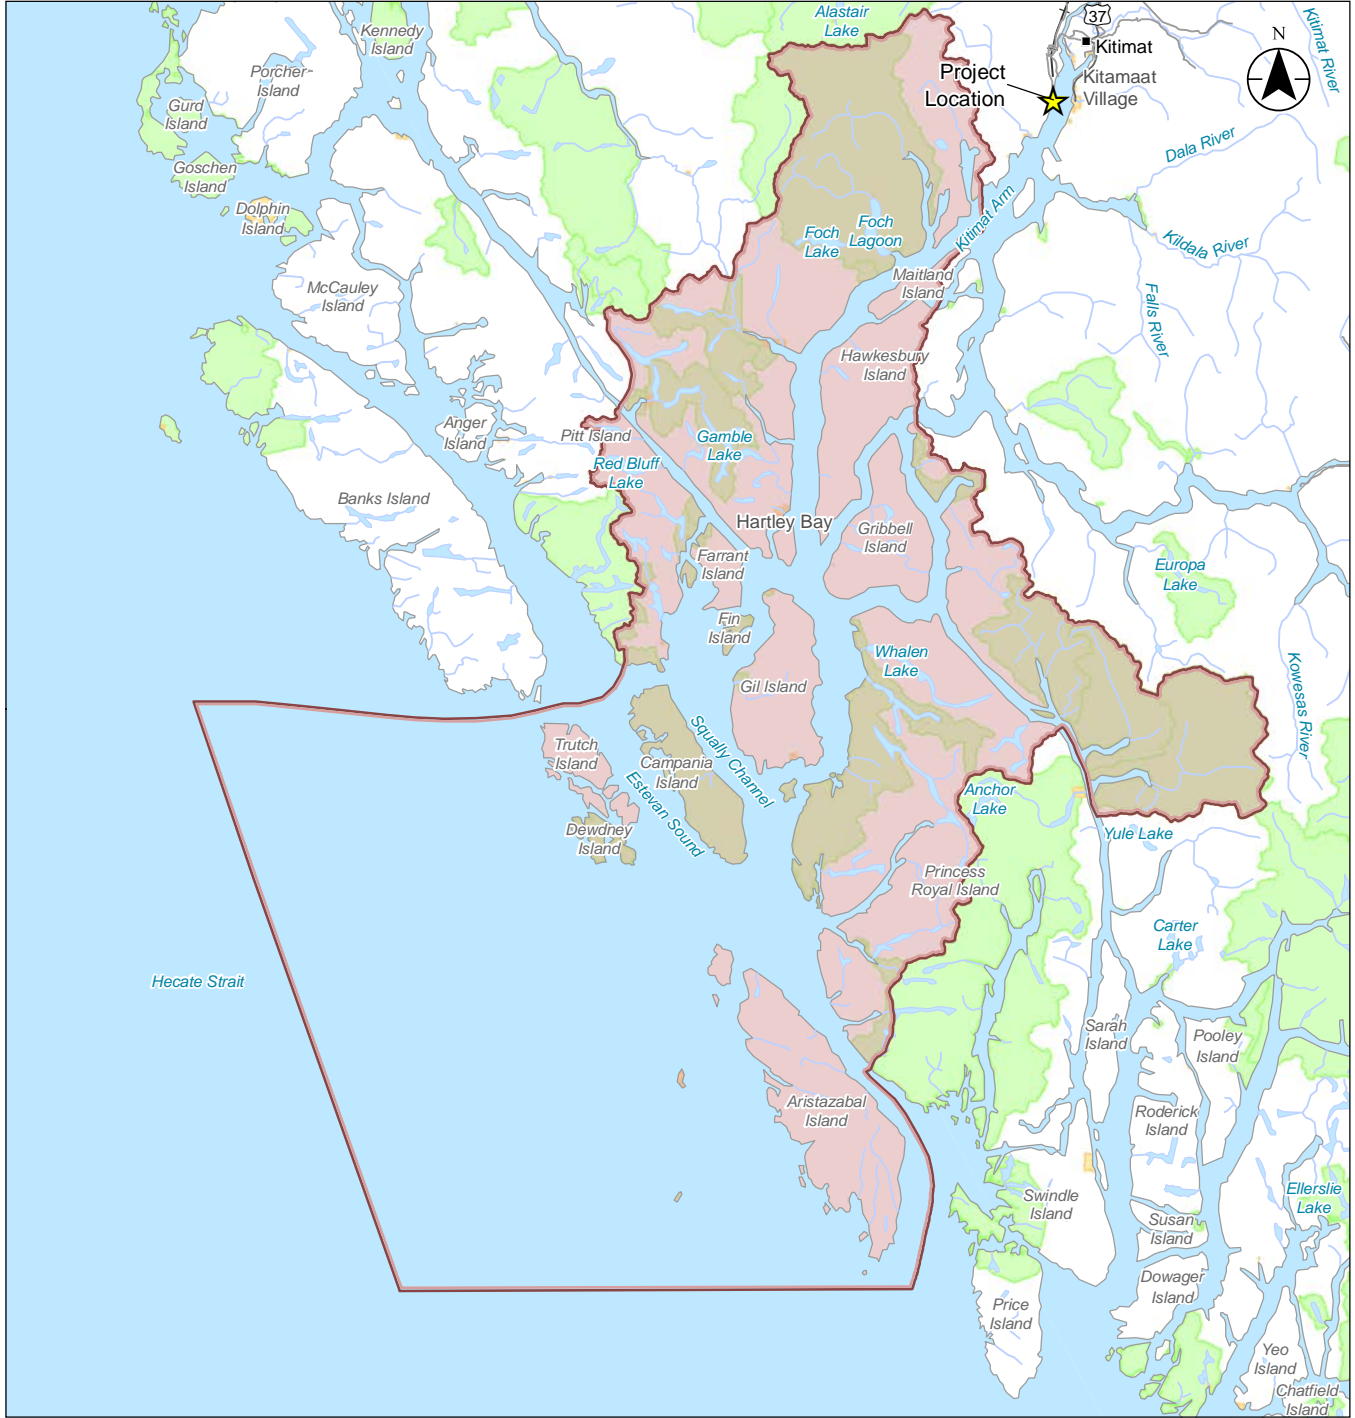 Kennedy
Island
Alastair
Lake
37
Kitimat
Kitimat River
N
Porcher-
Island
Project
Location
Kitamaat
Village
Gurd
Island
Goschen
Island
Dala River
Dolphin
Island
Foch
Lake
Foch
Lagoon
Kitimat Arm
Kildala River
McCauley
Island
Maitland
Island
Falls River
Hawkesbury
Island
Anger
Island
Pitt Island
Gamble
Lake
Red Bluff
Lake
Banks Island
Hartley Bay
Gribbell
Island
Farrant
Island
Europa
Lake
Fin
Island
Whalen
Lake
Kowesas River
Gil Island
Squally Channel
Trutch
Island
Campania
Island
Estevan Sound
Anchor
Lake
Dewdney
Island
Yule Lake
Princess
Royal Island
Carter
Lake
Hecate Strait
Sarah
Island
Pooley
Island
Aristazabal
Island
Roderick
Island
Swindle
Island
Ellerslie
Lake
Susan
Island
Dowager
Island
Price
Island
Yeo
Island
Chatfield
Island